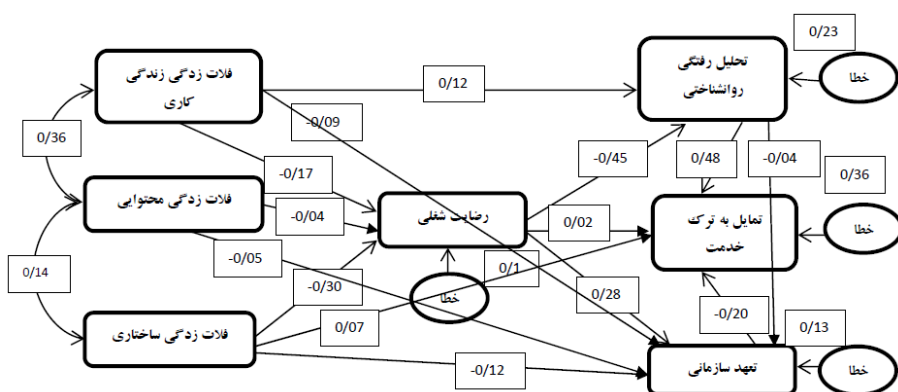 0/23
تحلیل رفتگی
روانشناختی
خطا
فلات زدگی زندگی
کاری
0/12
-0/09
0/36
-0/17
-0/45
0/48
-0/04
0/36
فلات زدگی محتوایی
-0/04
رضایت شغلی
0/02
تمایل به ترک
خدمت
خطا
0/14
-0/05
0/1
-0/30
خطا
0/28
-0/20
فلات زدگی ساختاری
0/07
0/13
-0/12
تعهد سازمانی
خطا